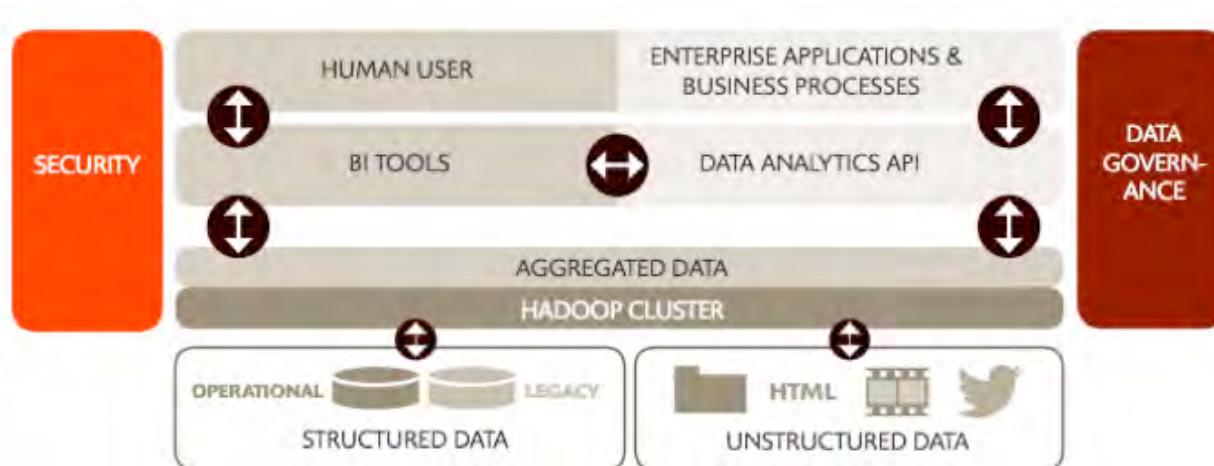 HUMAN USER
ENTERPRISE APPLICATIONS &
BUSINESS PROCESSES
SECURITY
BI TOOLS
DATA ANALYTICS API
DATA
GOVERN-
ANCE
AGGREGATED DATA
HADOOP CLUSTER
OPERATIONAL
LEGACY
STRUCTURED DATA
HTML
UNSTRUCTURED DATA